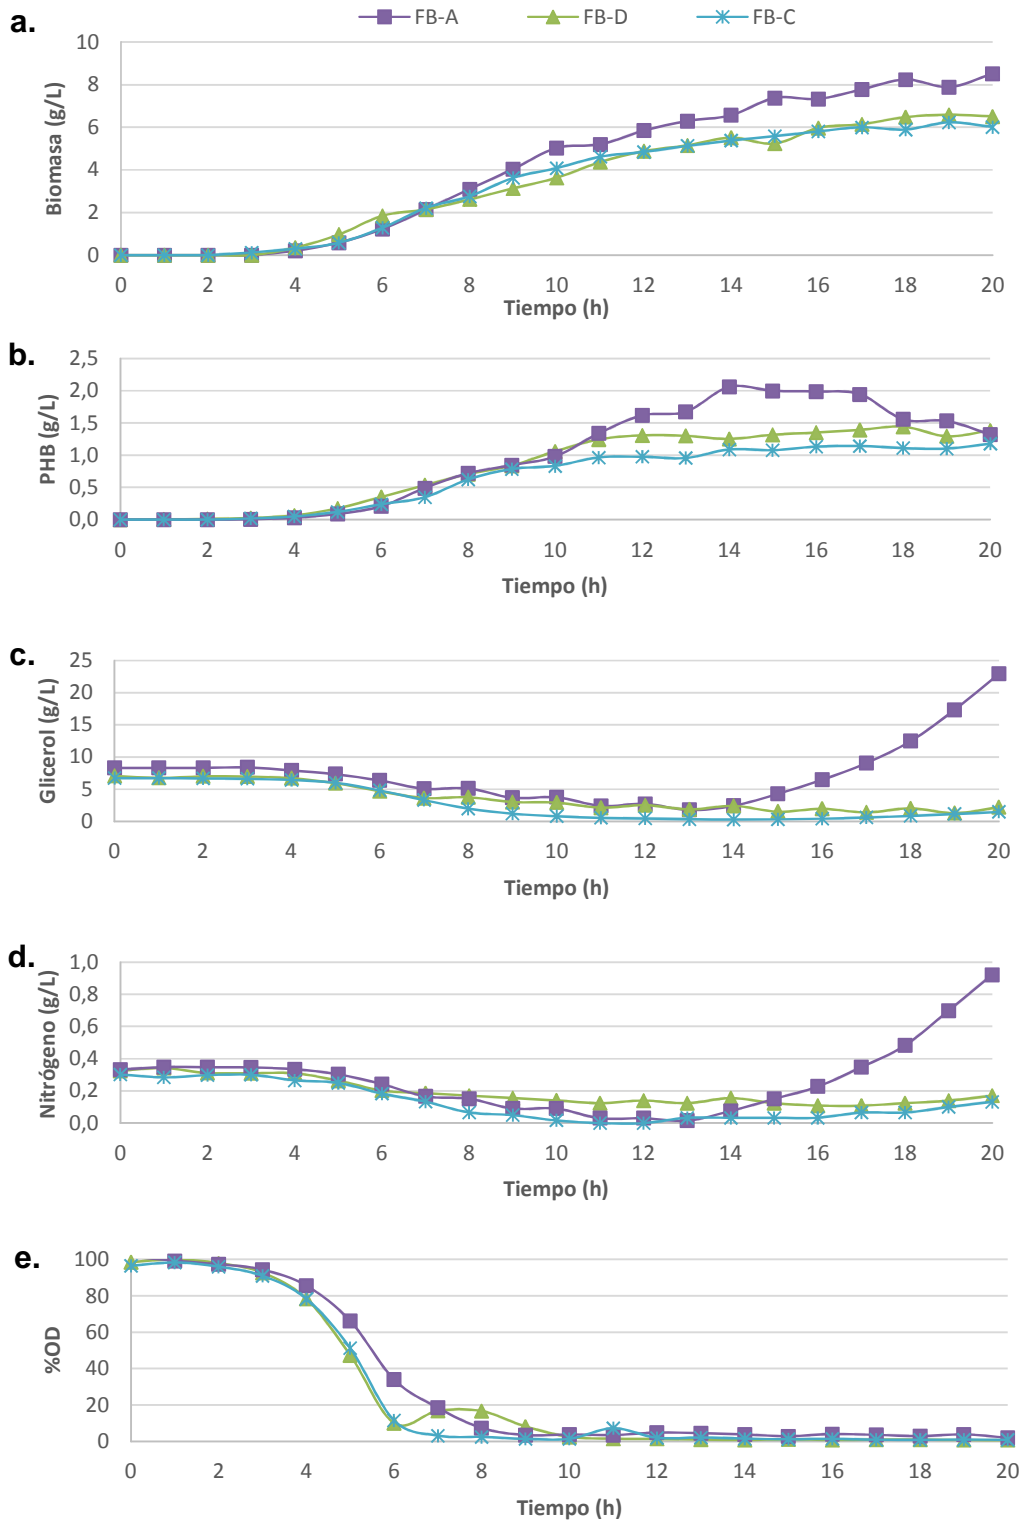 a.
FB-A FB-D FB-C
10
8
6
4
2
0
Biomasa (g/L)
0 2 4 6 8 10 12 14 16 18 20
Tiempo (h)
b.
2,5
2,0
1,5
1,0
0,5
0,0
PHB (g/L)
0 2 4 6 8 10 12 14 16 18 20
Tiempo (h)
c.
25
20
15
10
5
0
Glicerol (g/L)
0 2 4 6 8 10 12 14 16 18 20
Tiempo (h)
d.
1,0
0,8
0,6
0,4
0,2
0,0
Nitrógeno (g/L)
0 2 4 6 8 10 12 14 16 18 20
Tiempo (h)
e.
100
80
60
40
20
0
%OD
0 2 4 6 8 10 12 14 16 18 20
Tiempo (h)